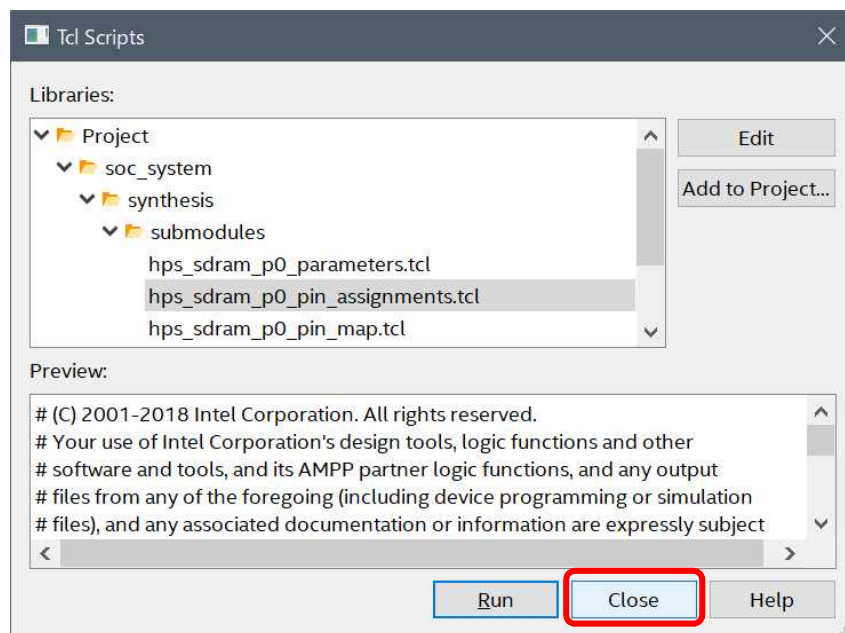 Tcl Scripts
Libraries:
Project
soc_system
synthesis
submodules
hps_sdram_p0_parameters.tcl
hps_sdram_p0_pin_assignments.tcl
hps_sdram_p0_pin_map.tcl
Edit
Add to Project...
Preview:
# (C) 2001-2018 Intel Corporation. All rights reserved.
# Your use of Intel Corporation's design tools, logic functions and other
# software and tools, and its AMPP partner logic functions, and any output
# files from any of the foregoing (including device programming or simulation
# files), and any associated documentation or information are expressly subject
Run Close Help